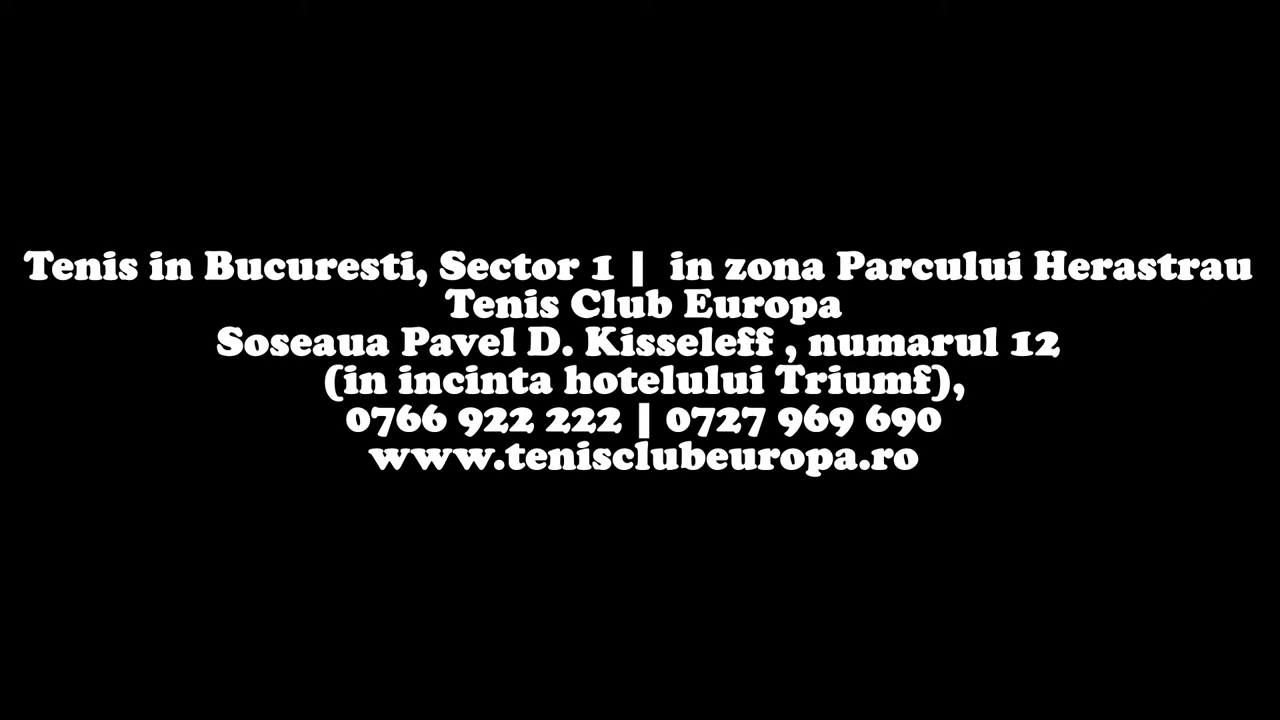 Tenis in Bucuresti, Sector 1 |  in zona Parcului Herastrau
Tenis Club Europa
Soseaua Pavel D. Kisseleff , numarul 12
(in incinta hotelului Triumf),
0766 922 222 | 0727 969 690
www.tenisclubeuropa.ro